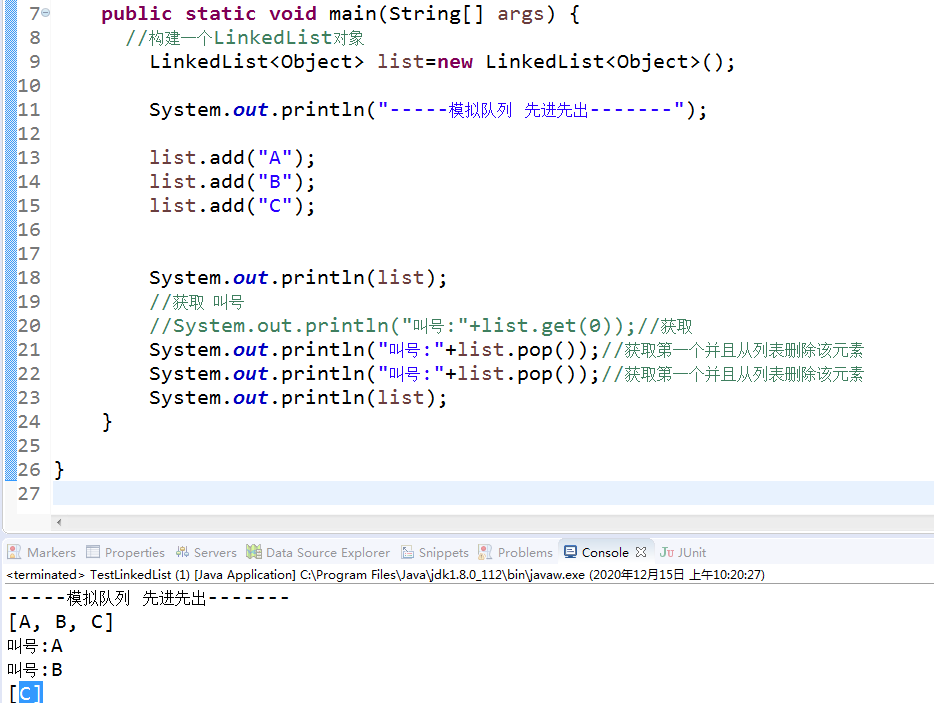 7 public static void main(String[] args) {
8 //构建一个LinkedList对象
9 LinkedList<Object> list=new LinkedList<Object>();
10
11 System.out.println("-----模拟队列 先进先出-------");
12
13 list.add("A");
14 list.add("B");
15 list.add("C");
16
17
18 System.out.println(list);
19 //获取 叫号
20 //System.out.println("叫号:"+list.get(0));//获取
21 System.out.println("叫号:"+list.pop());//获取第一个并且从列表删除该元素
22 System.out.println("叫号:"+list.pop());//获取第一个并且从列表删除该元素
23 System.out.println(list);
24 }
25
26 }
27
Markers Properties Servers Data Source Explorer Snippets Problems Console JUnit
<terminated> TestLinkedList (1) [Java Application] C:\Program Files\Java\jdk1.8.0_112\bin\javaw.exe (2020年12月15日 上午10:20:27)
-----模拟队列 先进先出-------
[A, B, C]
叫号:A
叫号:B
[C]